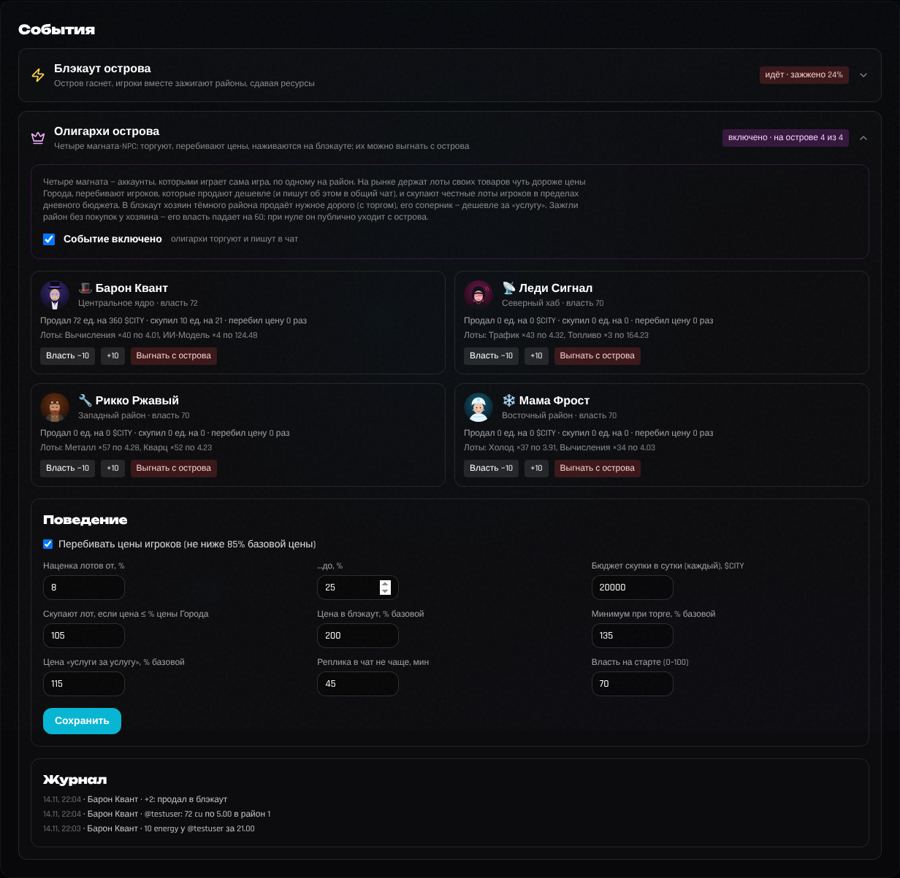 События
Блэкаут острова
Остров гаснет, игроки вместе зажигают районы, сдавая ресурсы
идёт · зажжено 24%
Олигархи острова
Четыре магната-NPC: торгуют, перебивают цены, наживаются на блэкауте; их можно выгнать с острова
включено · на острове 4 из 4
Четыре магната – аккаунты, которыми играет сама игра, по одному на район. На рынке держат лоты своих товаров чуть дороже цены
Города, перебивают игроков, которые продают дешевле (и пишут об этом в общий чат), и скупают честные лоты игроков в пределах
дневного бюджета. В блэкаут хозяин тёмного района продаёт нужное дорого (с торгом), его соперник – дешевле за «услугу». Зажгли
район без покупок у хозяина – его власть падает на 60; при нуле он публично уходит с острова.
Событие включено олигархи торгуют и пишут в чат
🎩 Барон Квант
Центральное ядро · власть 72
Продал 72 ед. на 360 $CITY · скупил 10 ед. на 21 · перебил цену 0 раз
Лоты: Вычисления ×40 по 4.01, ИИ-Модель ×4 по 124.48
Власть −10 +10 Выгнать с острова
📡 Леди Сигнал
Северный хаб · власть 70
Продал 0 ед. на 0 $CITY · скупил 0 ед. на 0 · перебил цену 0 раз
Лоты: Трафик ×43 по 4.32, Топливо ×3 по 164.23
Власть −10 +10 Выгнать с острова
🔧 Рикко Ржавый
Западный район · власть 70
Продал 0 ед. на 0 $CITY · скупил 0 ед. на 0 · перебил цену 0 раз
Лоты: Металл ×57 по 4.28, Кварц ×52 по 4.23
Власть −10 +10 Выгнать с острова
❄️ Мама Фрост
Восточный район · власть 70
Продал 0 ед. на 0 $CITY · скупил 0 ед. на 0 · перебил цену 0 раз
Лоты: Холод ×37 по 3.91, Вычисления ×34 по 4.03
Власть −10 +10 Выгнать с острова
Поведение
Перебивать цены игроков (не ниже 85% базовой цены)
Наценка лотов от, %
8
…до, %
25
Бюджет скупки в сутки (каждый), $CITY
20000
Скупают лот, если цена ≤ % цены Города
105
Цена в блэкаут, % базовой
200
Минимум при торге, % базовой
135
Цена «услуги за услугу», % базовой
115
Реплика в чат не чаще, мин
45
Власть на старте (0-100)
70
Сохранить
Журнал
14.11, 22:04 · Барон Квант · +2: продал в блэкаут
14.11, 22:04 · Барон Квант · @testuser: 72 cu по 5.00 в район 1
14.11, 22:03 · Барон Квант · 10 energy у @testuser за 21.00